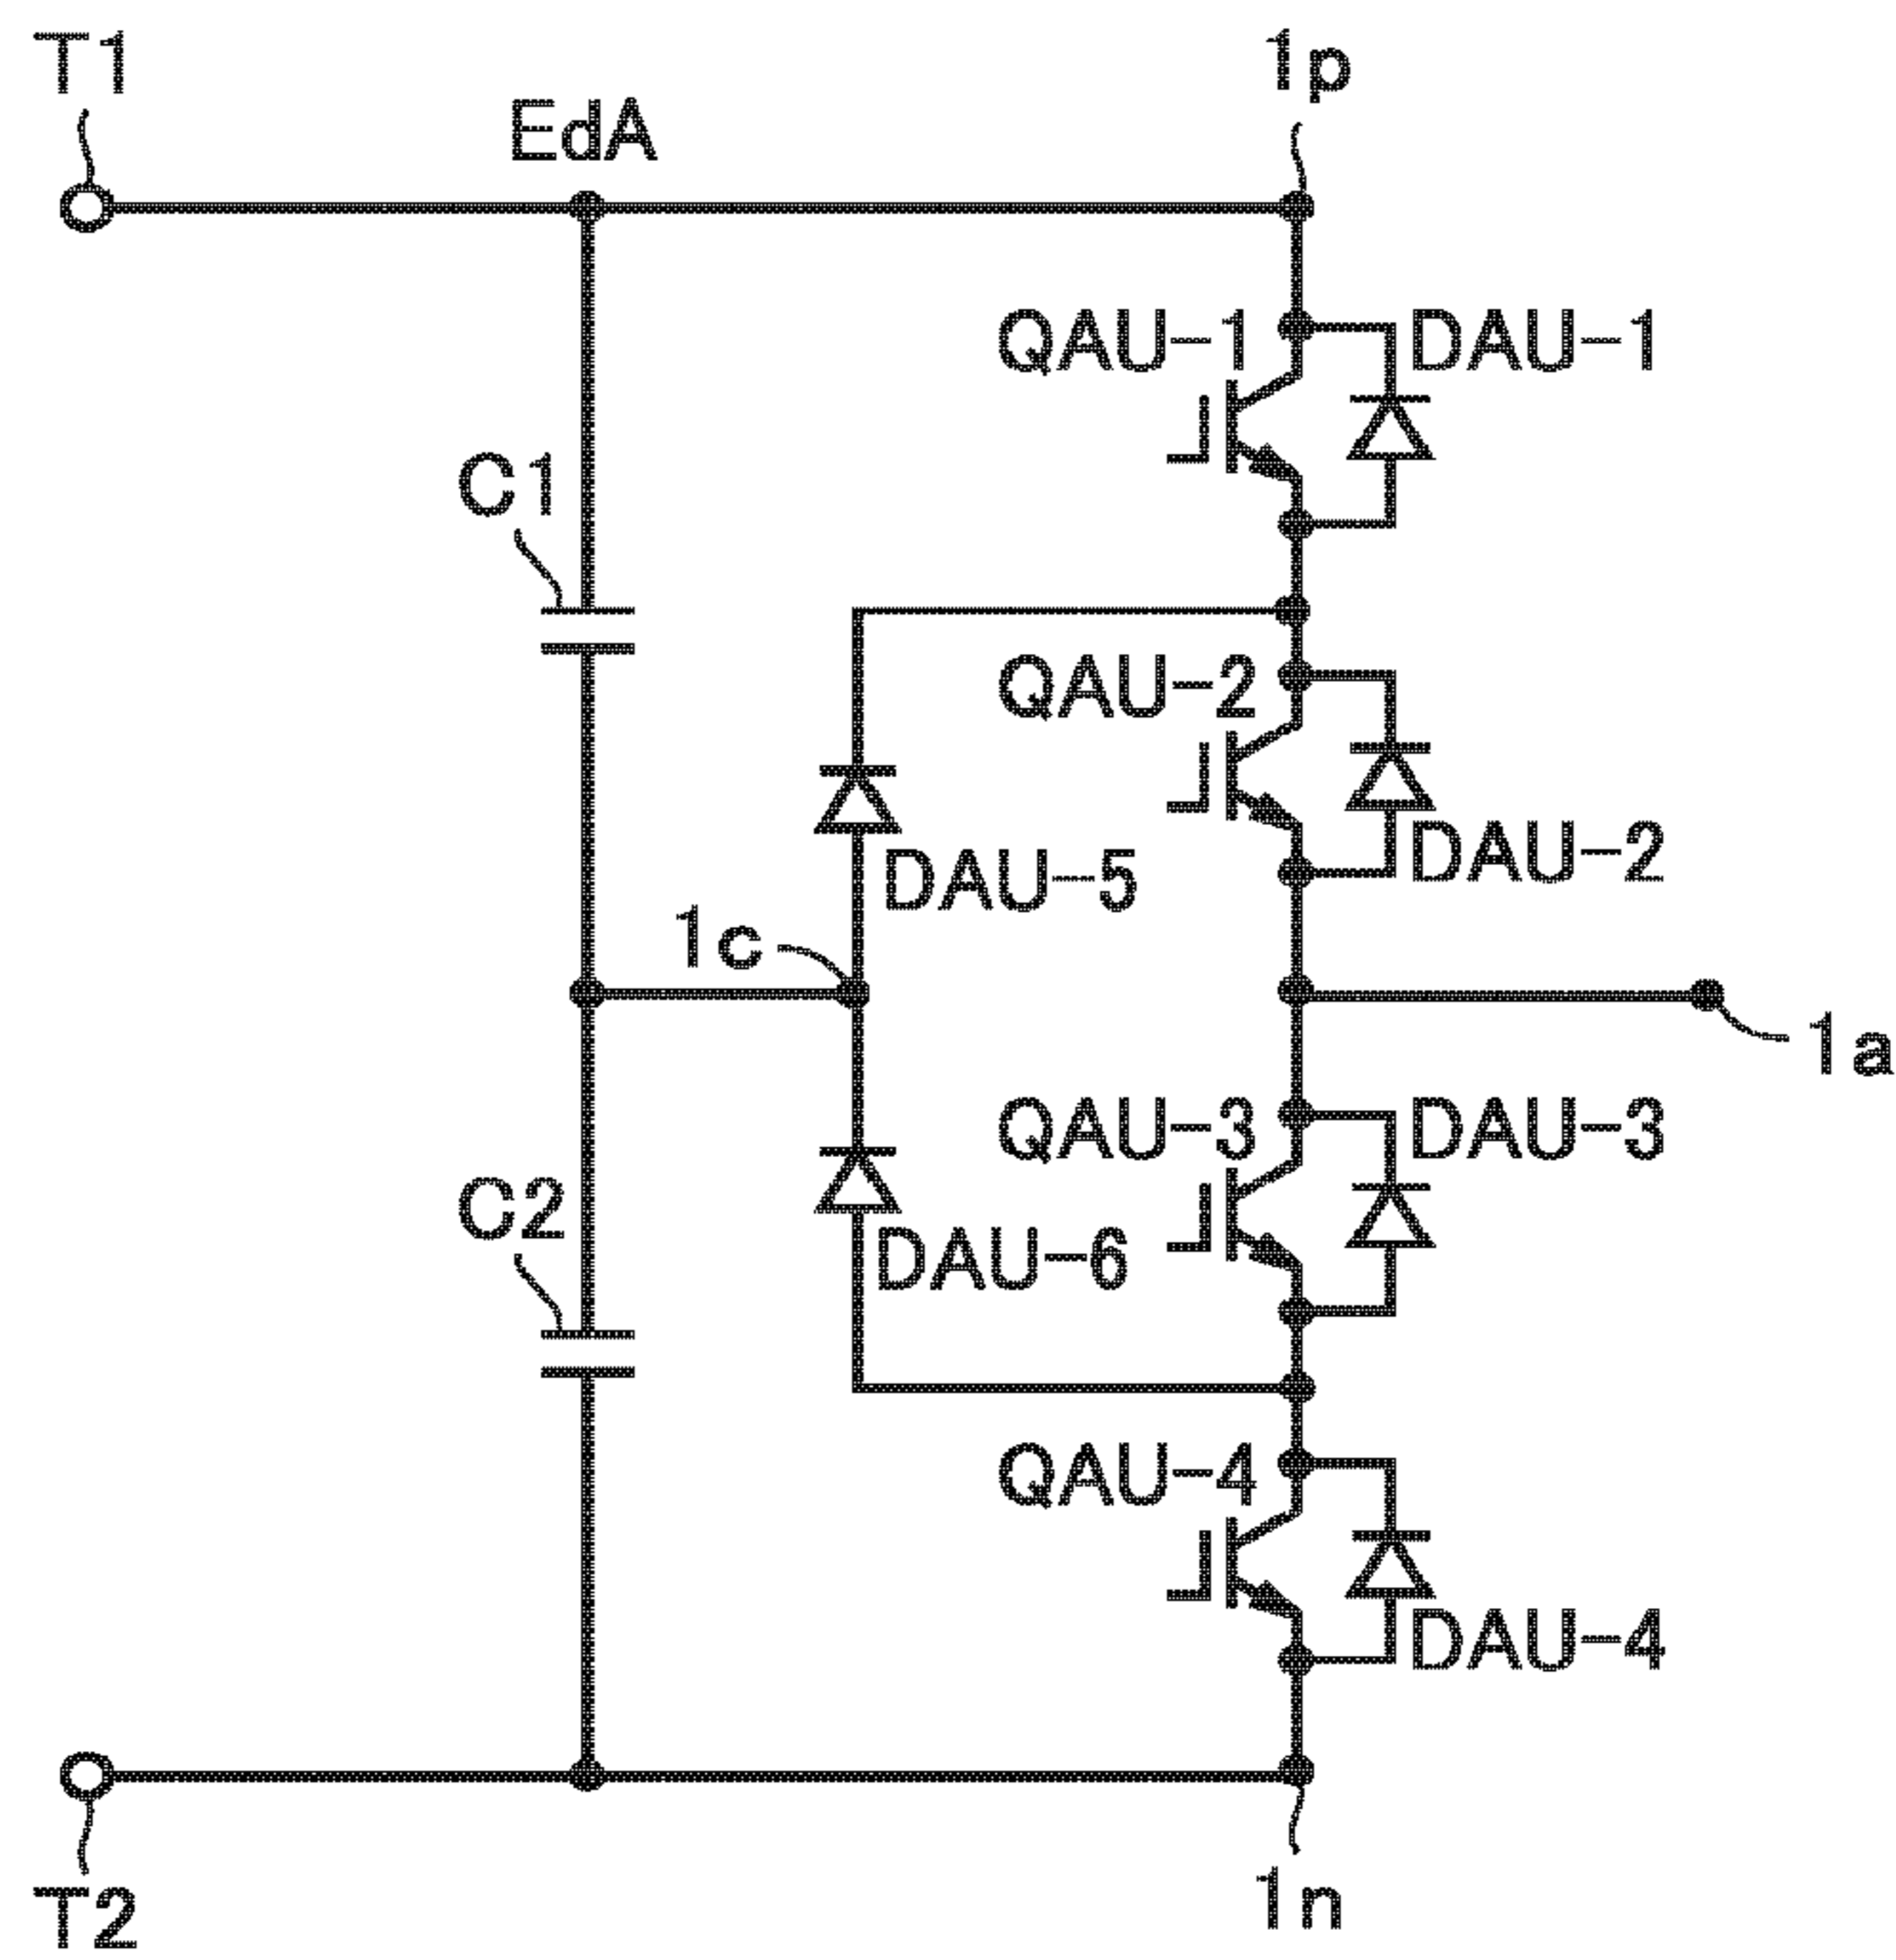 T1
1p
EdA
QAU-1
DAU-1
C1
QAU-2
DAU-2
DAU-5
1c
1a
QAU-3
DAU-3
C2
DAU-6
QAU-4
DAU-4
T2
1n